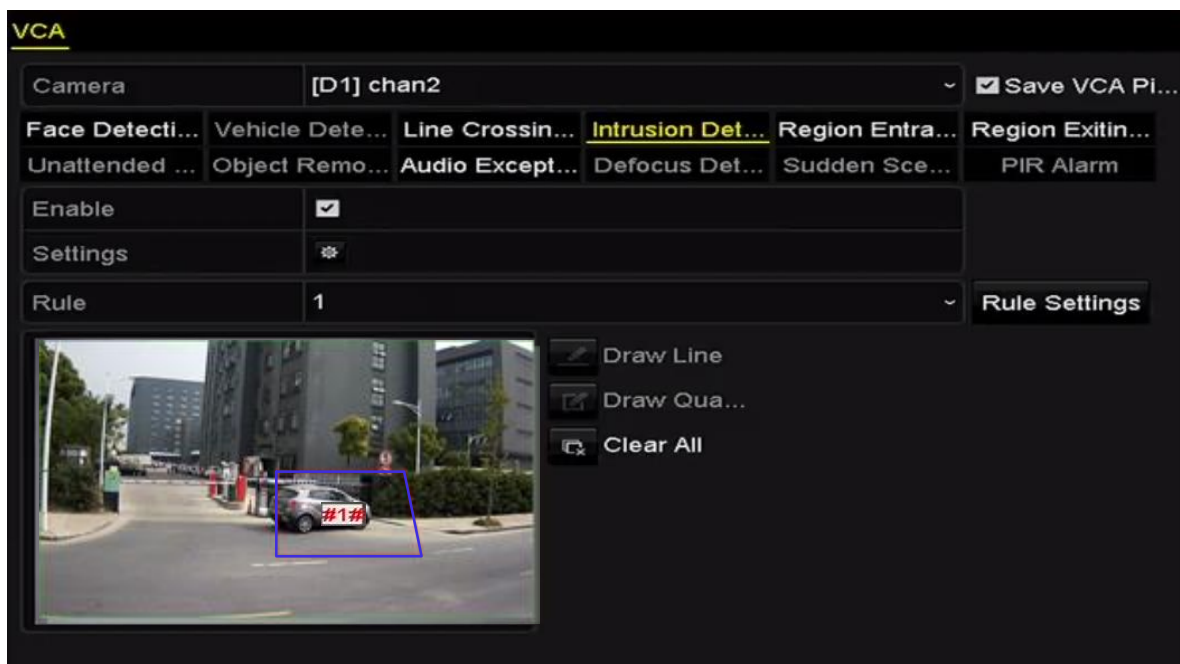 VCA
Camera [D1] chan2 Save VCA Pi...
Face Detecti... Vehicle Dete... Line Crossin... Intrusion Det... Region Entra... Region Exitin...
Unattended ... Object Remo... Audio Except... Defocus Det... Sudden Sce... PIR Alarm
Enable
Settings
Rule 1 Rule Settings
Draw Line
Draw Qua...
Clear All
#1#